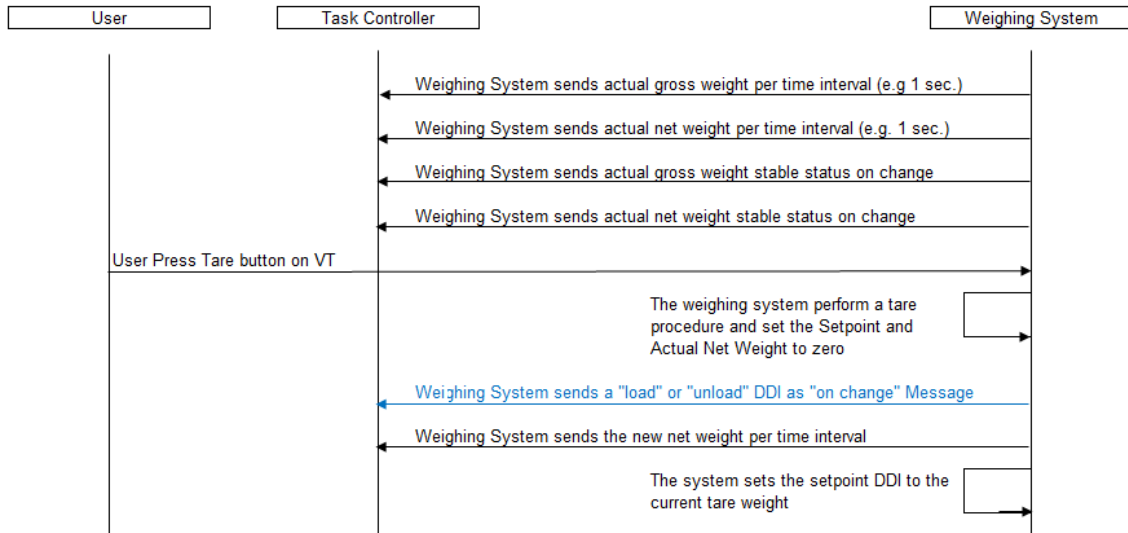 User
Task Controller
Weighing System
Weighing System sends actual gross weight per time interval (e.g 1 sec.)
Weighing System sends actual net weight per time interval (e.g. 1 sec.)
Weighing System sends actual gross weight stable status on change
Weighing System sends actual net weight stable status on change
User Press Tare button on VT
The weighing system perform a tare
procedure and set the Setpoint and
Actual Net Weight to zero
Weighing System sends a "load" or "unload" DDI as "on change" Message
Weighing System sends the new net weight per time interval
The system sets the setpoint DDI to the
current tare weight